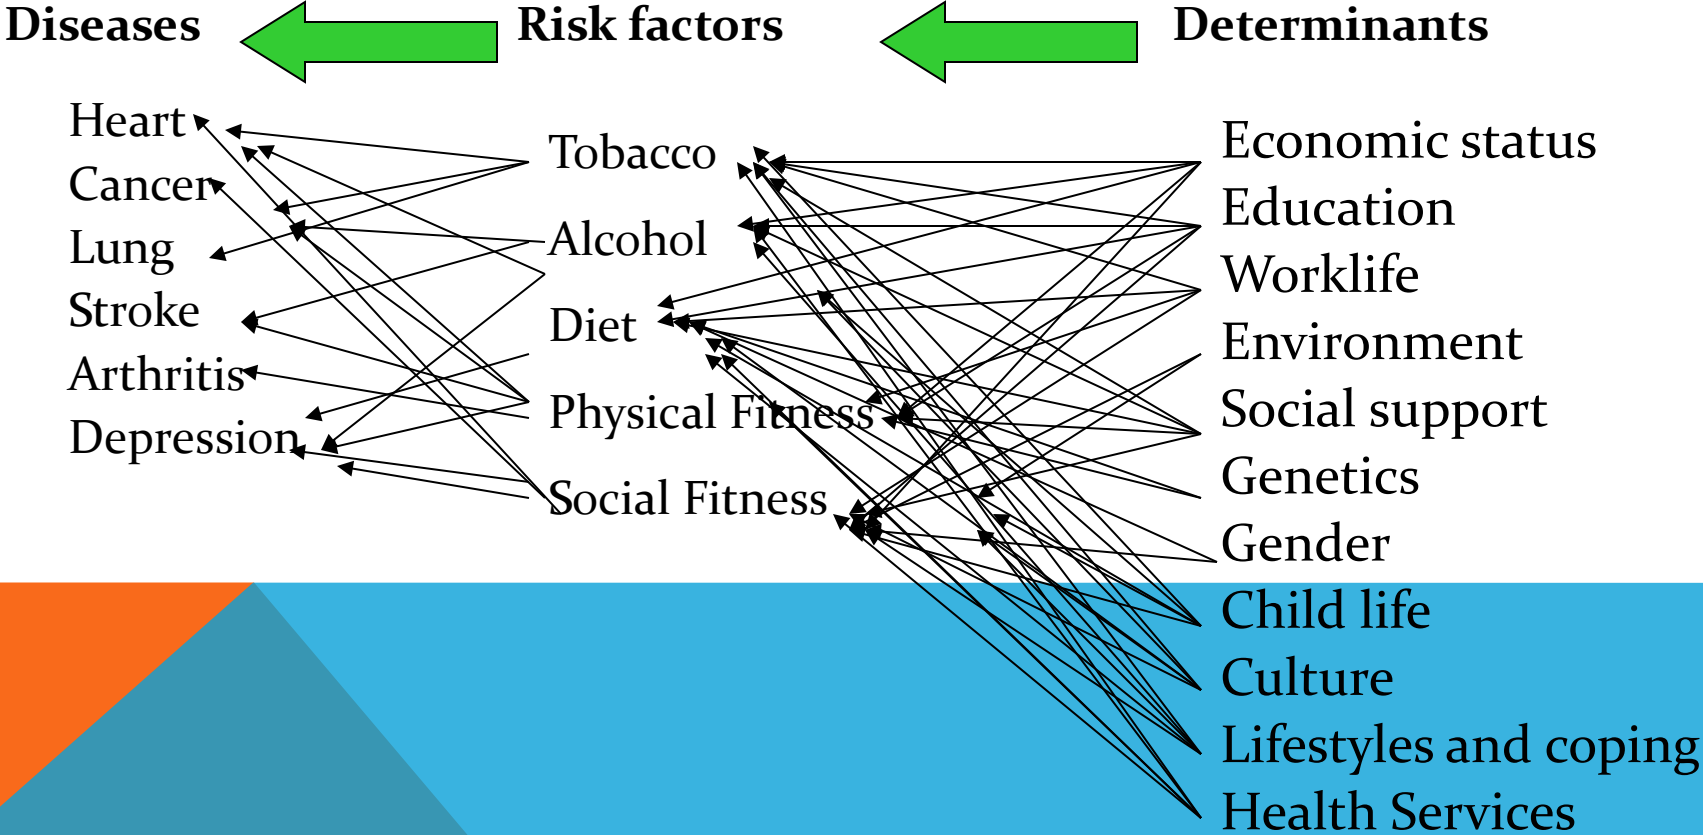 Diseases
Risk factors
Determinants
Heart
Cancer
Lung
Stroke
Arthritis
Depression
Tobacco
Alcohol
Diet
Physical Fitness
Social Fitness
Economic status
Education
Worklife
Environment
Social support
Genetics
Gender
Child life
Culture
Lifestyles and coping
Health Services